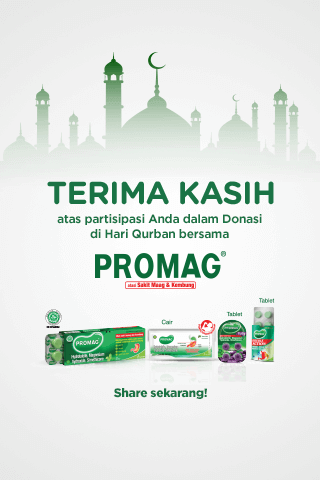 TERIMA KASIH
atas partisipasi Anda dalam Donasi
di Hari Qurban bersama
PROMAG®
atasi Sakit Maag & Kembung
Tablet
Tablet
Cair
PROMAG
Share sekarang!